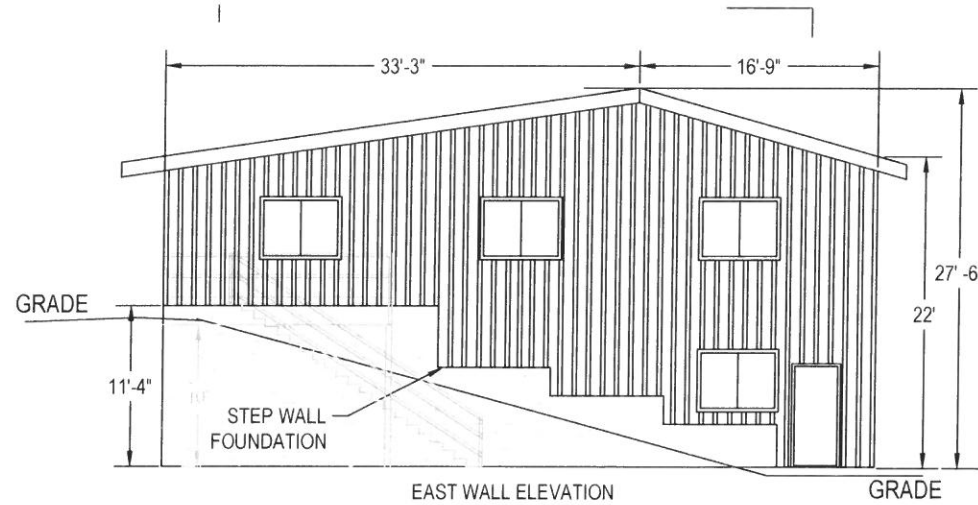 33'-3" 16'-9"
GRADE
27' -6
22'
11'-4"
STEP WALL
FOUNDATION
EAST WALL ELEVATION
GRADE